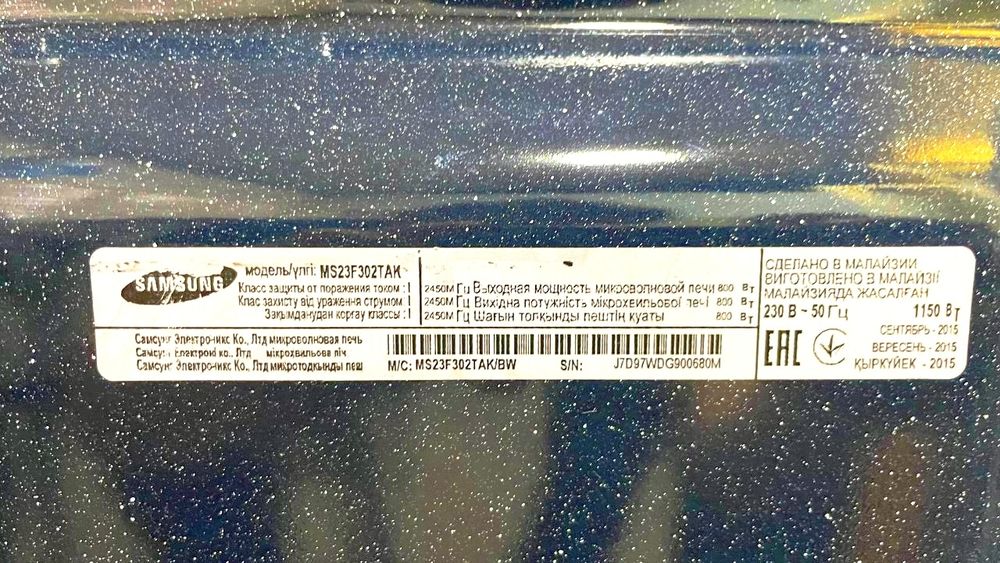 SAMSUNG
модель/үлгі: MS23F302TAK
Класс защиты от поражения током : I
Клас захисту від ураження струмом I
Зақымданудан қорғау классы : I
2450М Гц Выходная мощность микроволновой печи 800 Вт
2450М Гц Вихідна потужність мікрохвильової печі 800 Вт
2450М Гц Шағын толқынды пештің қуаты 800 Вт
Самсунг Электроникс Ко., Лтд микроволновая печь
Самсунг Електронікс Ко., Лтд мікрохвильова піч
Самсунг Электроникс Ко., Лтд микротолқынды пеш
M/C: MS23F302TAK/BW S/N: J7D97WDG900680M
СДЕЛАНО В МАЛАЙЗИИ
ВИГОТОВЛЕНО В МАЛАЙЗІЇ
МАЛАЙЗИЯДА ЖАСАЛҒАН
230 В ~ 50 Гц 1150 Вт
EAC
СЕНТЯБРЬ - 2015
ВЕРЕСЕНЬ - 2015
ҚЫРКҮЙЕК - 2015